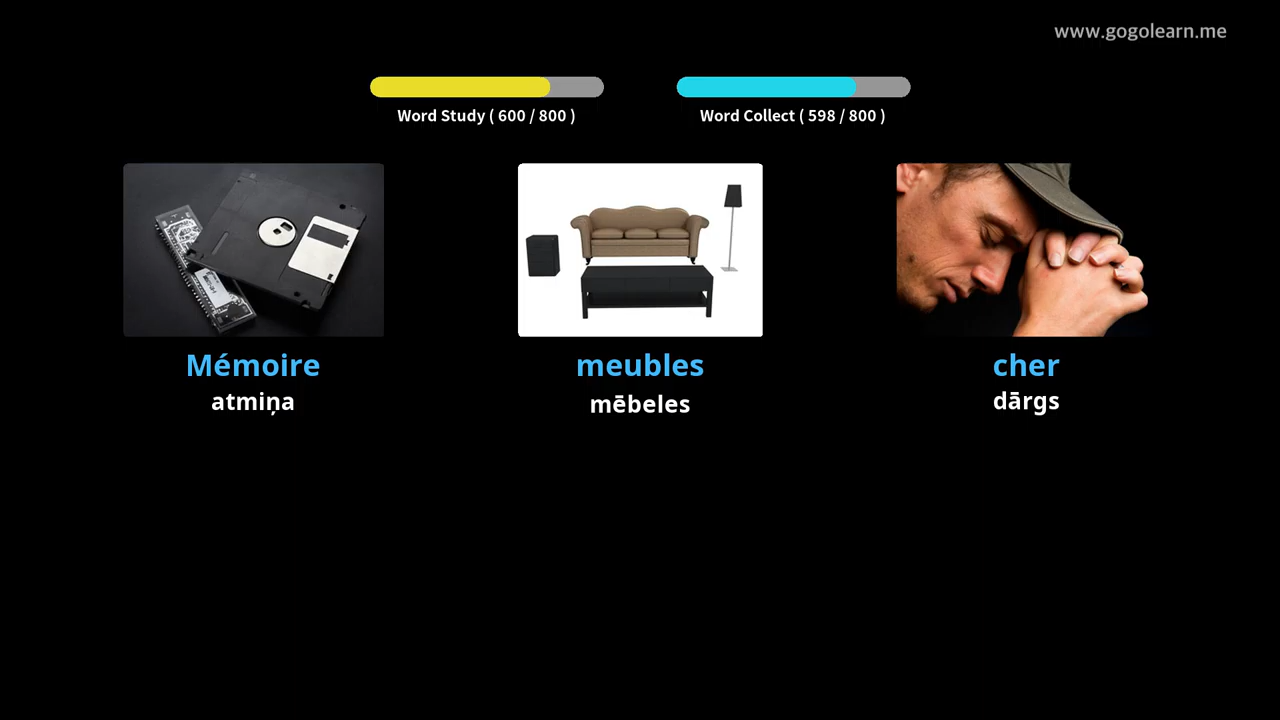 www.gogolearn.me
Word Study ( 600 / 800 )
Word Collect ( 598 / 800 )
Mémoire
atmiņa
meubles
mēbeles
cher
dārgs